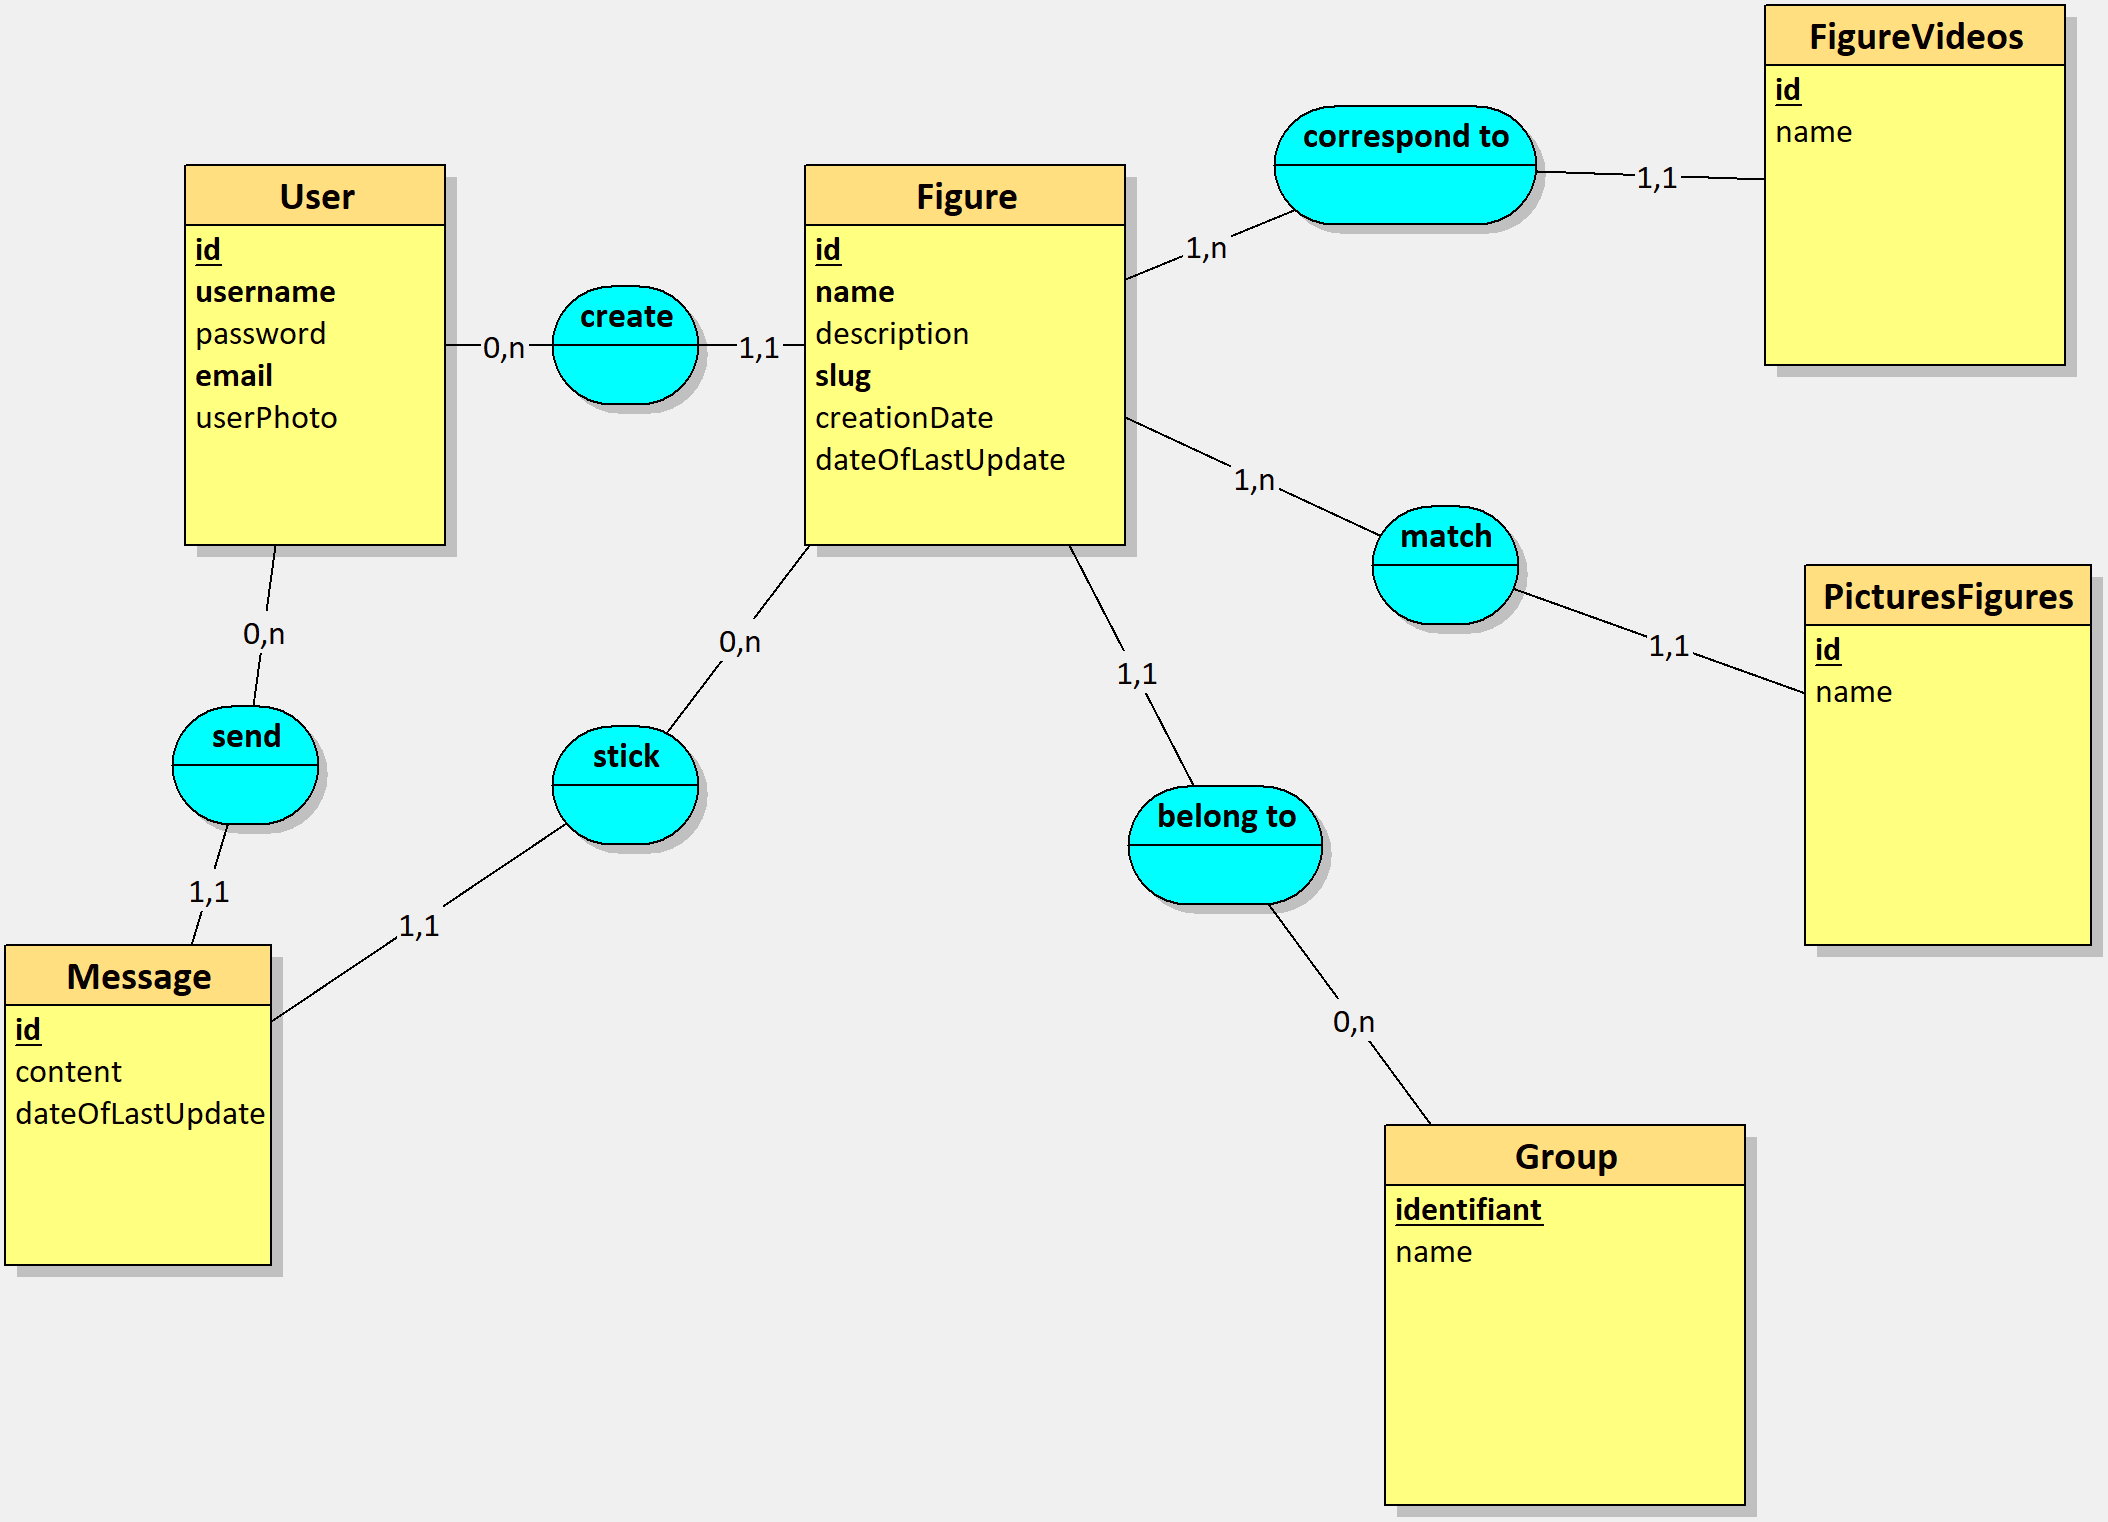 FigureVideos
id
name
correspond to
1,1
1,n
User
id
username
password
email
userPhoto
0,n
create
1,1
Figure
id
name
description
slug
creationDate
dateOfLastUpdate
1,n
match
1,1
PicturesFigures
id
name
0,n
send
1,1
0,n
stick
1,1
1,1
belong to
0,n
Message
id
content
dateOfLastUpdate
Group
identifiant
name